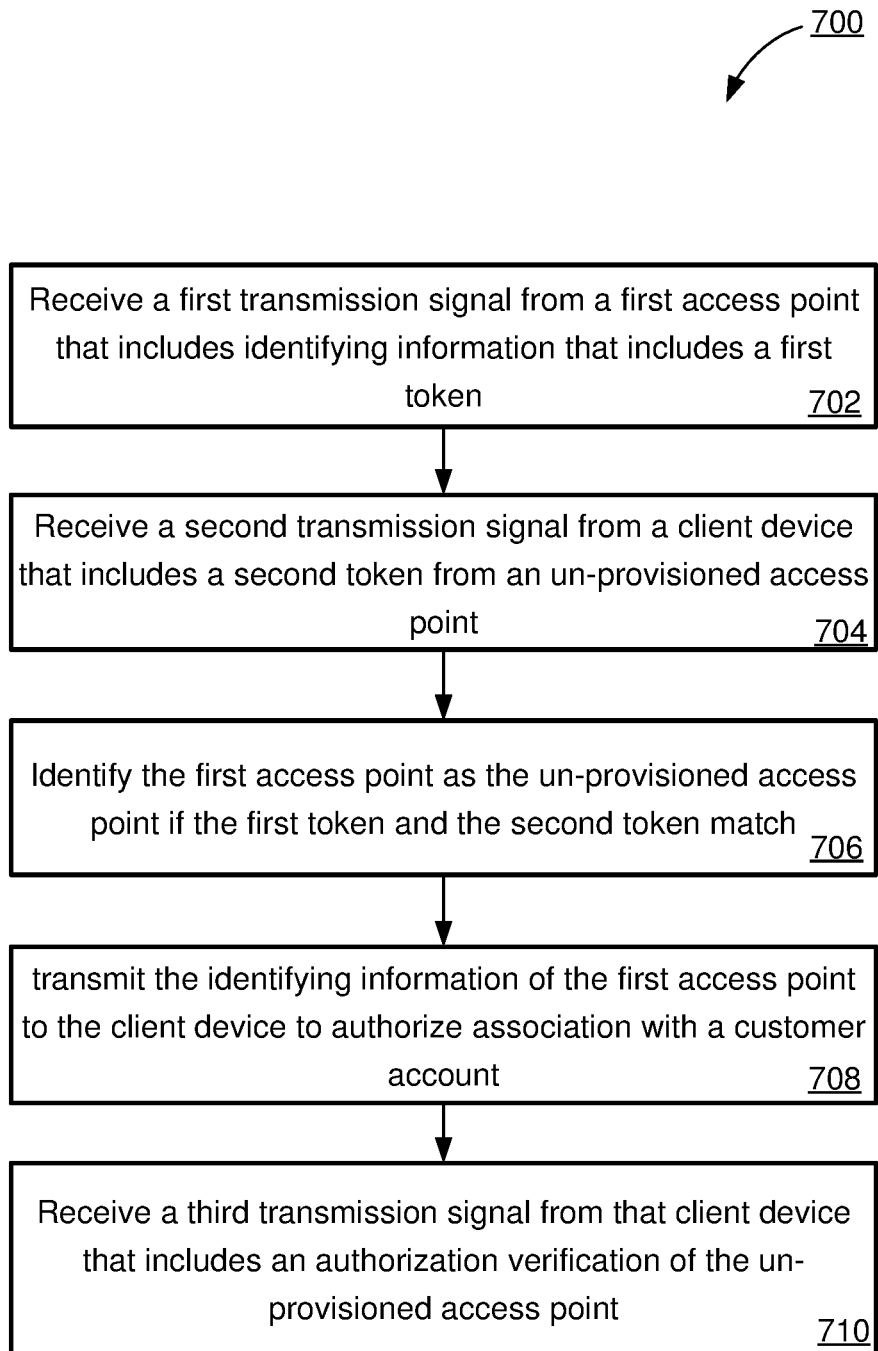 700
Receive a first transmission signal from a first access point
that includes identifying information that includes a first
token
702
Receive a second transmission signal from a client device
that includes a second token from an un-provisioned access
point
704
Identify the first access point as the un-provisioned access
point if the first token and the second token match
706
transmit the identifying information of the first access point
to the client device to authorize association with a customer
account
708
Receive a third transmission signal from that client device
that includes an authorization verification of the un-
provisioned access point
710